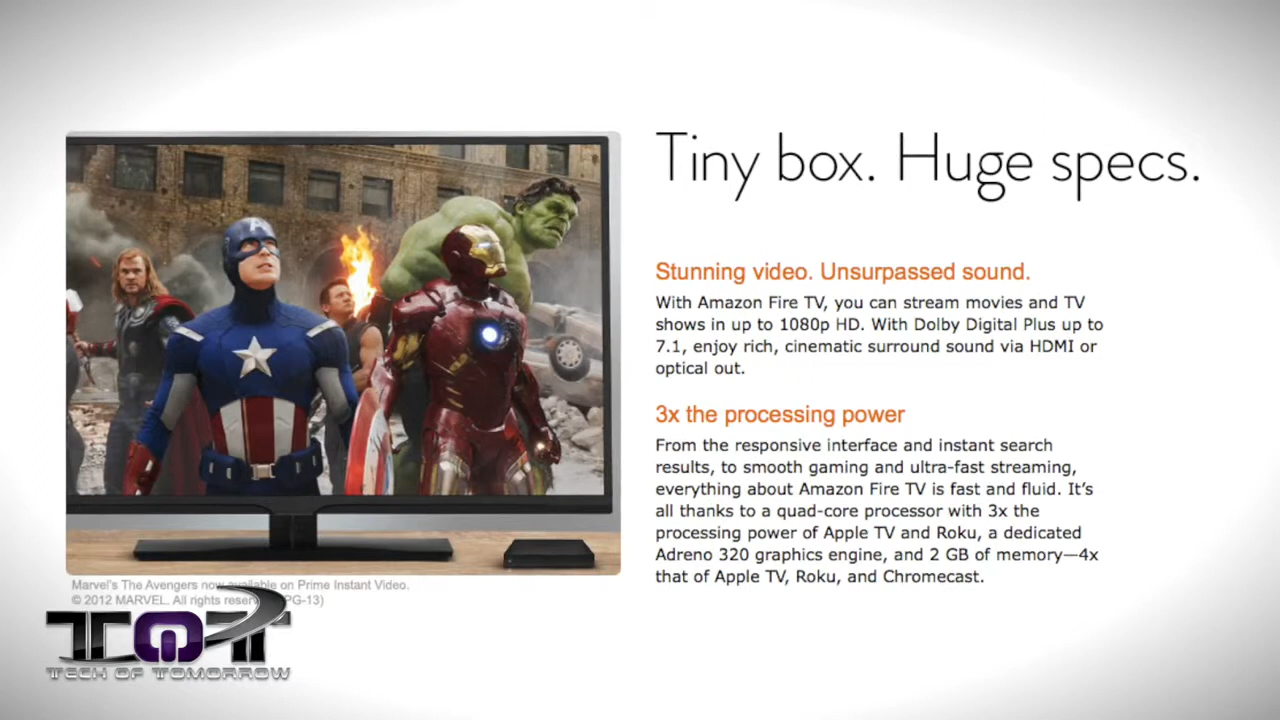 Tiny box. Huge specs.
Stunning video. Unsurpassed sound.
With Amazon Fire TV, you can stream movies and TV
shows in up to 1080p HD. With Dolby Digital Plus up to
7.1, enjoy rich, cinematic surround sound via HDMI or
optical out.
3x the processing power
From the responsive interface and instant search
results, to smooth gaming and ultra-fast streaming,
everything about Amazon Fire TV is fast and fluid. It’s
all thanks to a quad-core processor with 3x the
processing power of Apple TV and Roku, a dedicated
Adreno 320 graphics engine, and 2 GB of memory—4x
that of Apple TV, Roku, and Chromecast.
A
Marvel's The Avengers now available on Prime Instant Video.
© 2012 MARVEL. All rights PG-13)
TOT
TECH OF TOMORROW